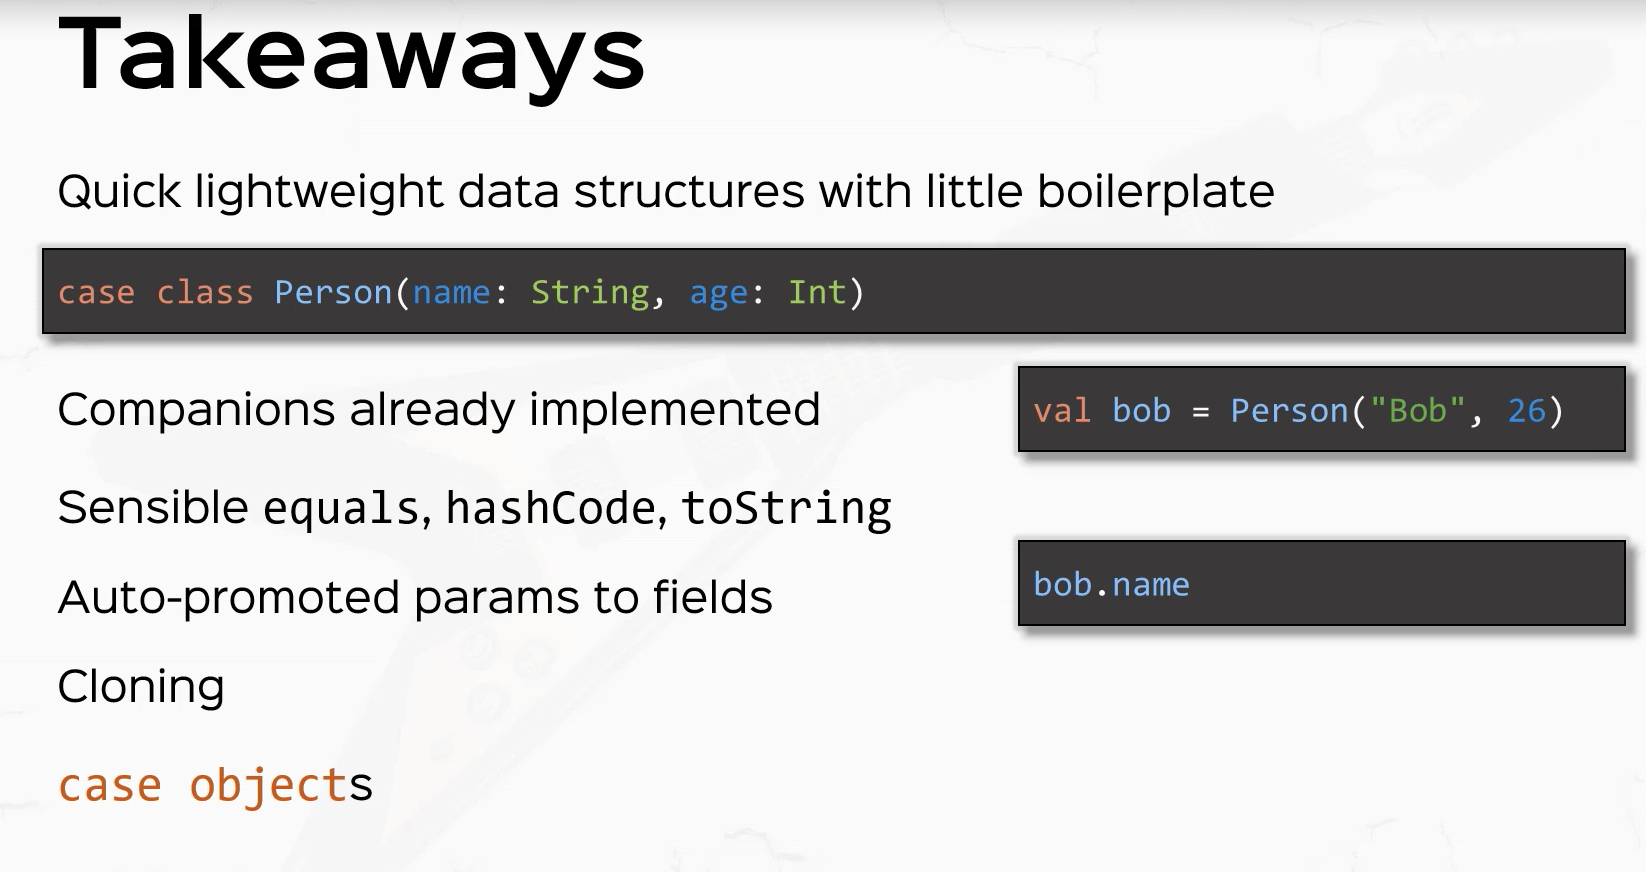 Takeaways
Quick lightweight data structures with little boilerplate
case class Person(name: String, age: Int)
Companions already implemented
val bob = Person("Bob", 26)
Sensible equals, hashCode, toString
Auto-promoted params to fields
bob.name
Cloning
case objects